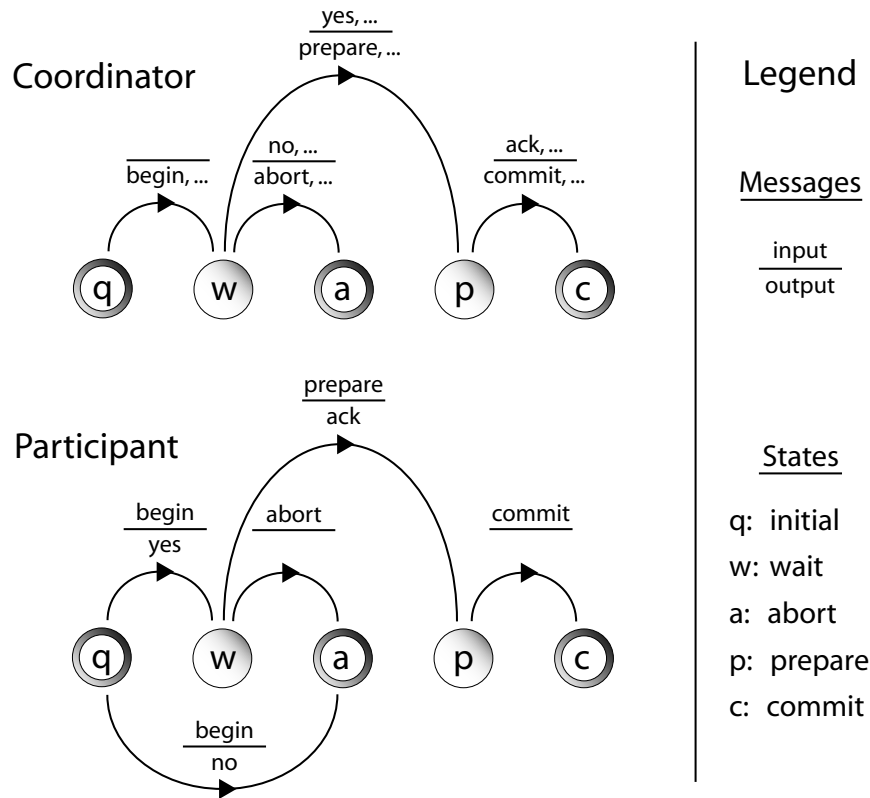 Coordinator
yes, ...
prepare, ...
begin, ...
no, ...
abort, ...
ack, ...
commit, ...
q
w
a
p
c
Participant
prepare
ack
begin
yes
abort
commit
q
w
a
p
c
begin
no
Legend
Messages
input
output
States
q: initial
w: wait
a: abort
p: prepare
c: commit